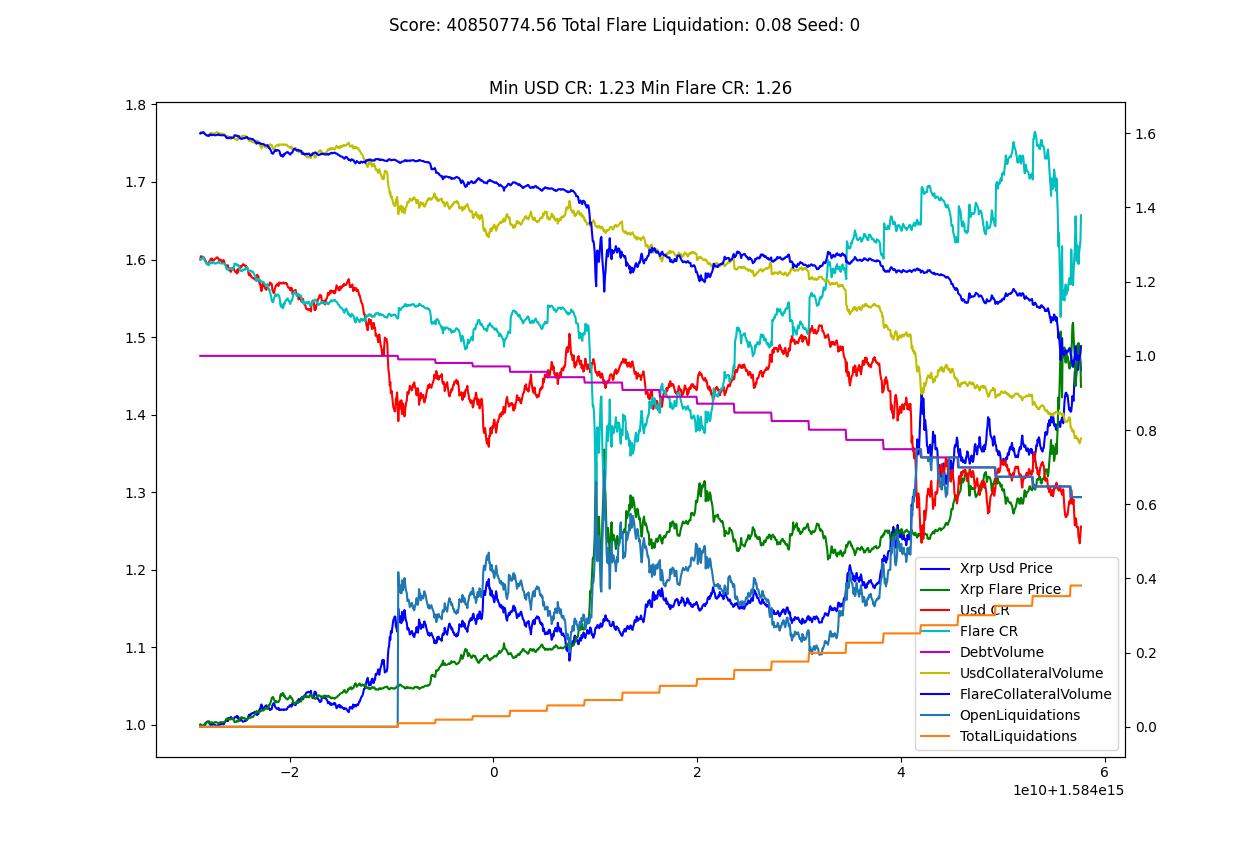 Score: 40850774.56 Total Flare Liquidation: 0.08 Seed: 0
Min USD CR: 1.23 Min Flare CR: 1.26
1.8
1.7
1.6
1.5
1.4
1.3
1.2
1.1
1.0
1.6
1.4
1.2
1.0
0.8
0.6
0.4
0.2
0.0
Xrp Usd Price
Xrp Flare Price
Usd CR
Flare CR
DebtVolume
UsdCollateralVolume
FlareCollateralVolume
OpenLiquidations
TotalLiquidations
−2 0 2 4 6
1e10+1.584e15